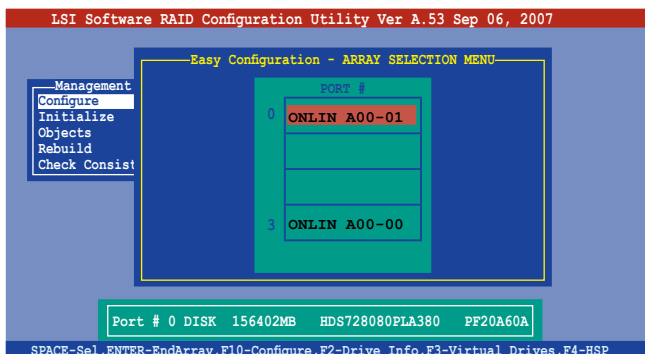 LSI Software RAID Configuration Utility Ver A.53 Sep 06, 2007
Easy Configuration - ARRAY SELECTION MENU
Management
Configure
Initialize
Objects
Rebuild
Check Consist
PORT #
0 ONLIN A00-01
3 ONLIN A00-00
Port # 0 DISK 156402MB HDS728080PLA380 PF20A60A
SPACE-Sel,ENTER-EndArray,F10-Configure,F2-Drive Info,F3-Virtual Drives,F4-HSP